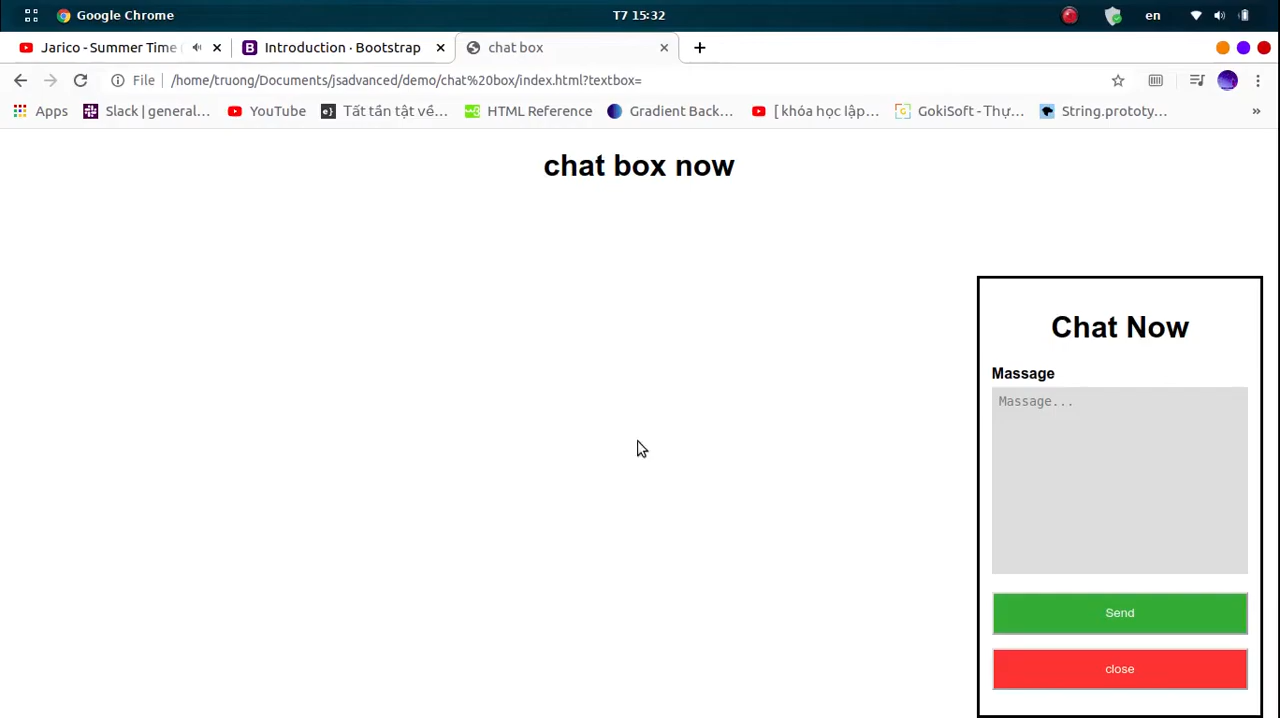 Google Chrome
T7 15:32
en
Jarico - Summer Time
Introduction · Bootstrap
chat box
File
/home/truong/Documents/jsadvanced/demo/chat%20box/index.html?textbox=
Apps
Slack | general...
YouTube
Tất tần tật về...
HTML Reference
Gradient Back...
[ khóa học lập...
GokiSoft - Thự...
String.prototy...
chat box now
Chat Now
Massage
Massage...
Send
close